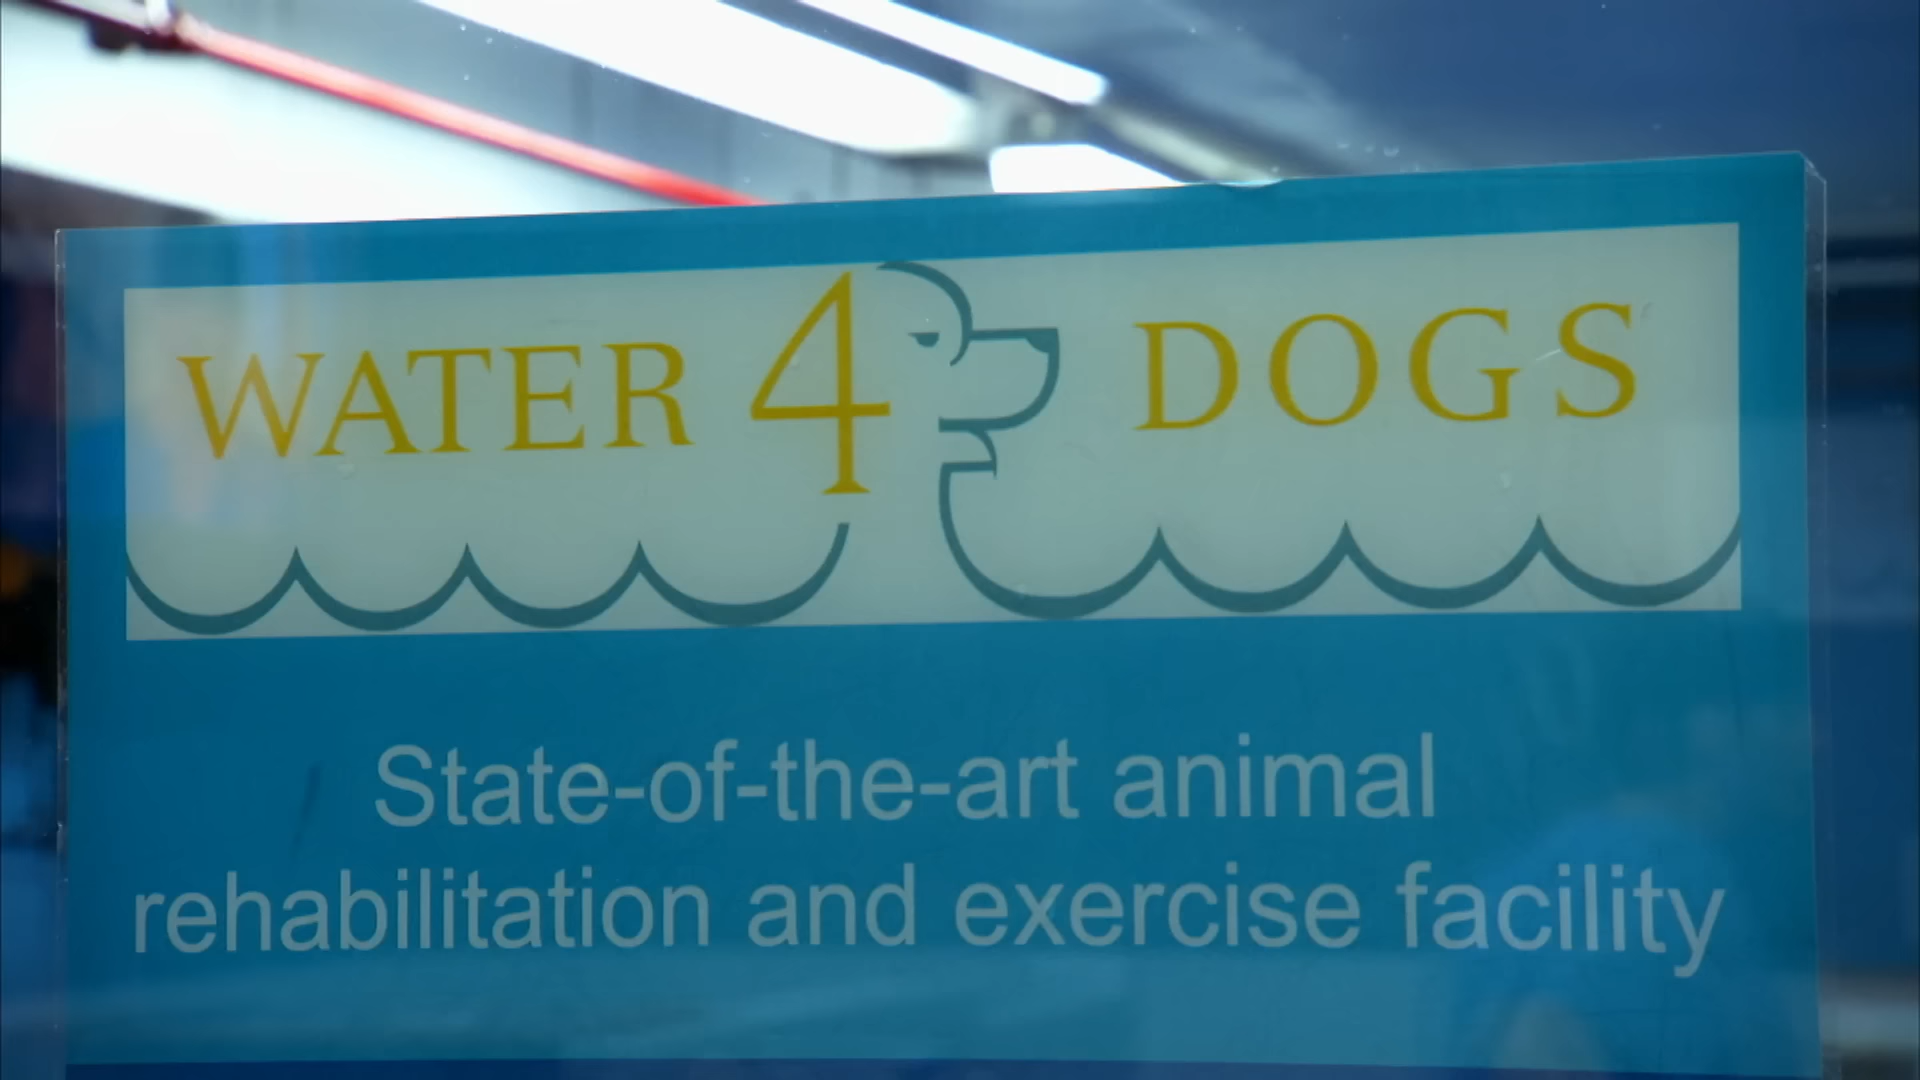 WATER 4 DOGS
State-of-the-art animal
rehabilitation and exercise facility